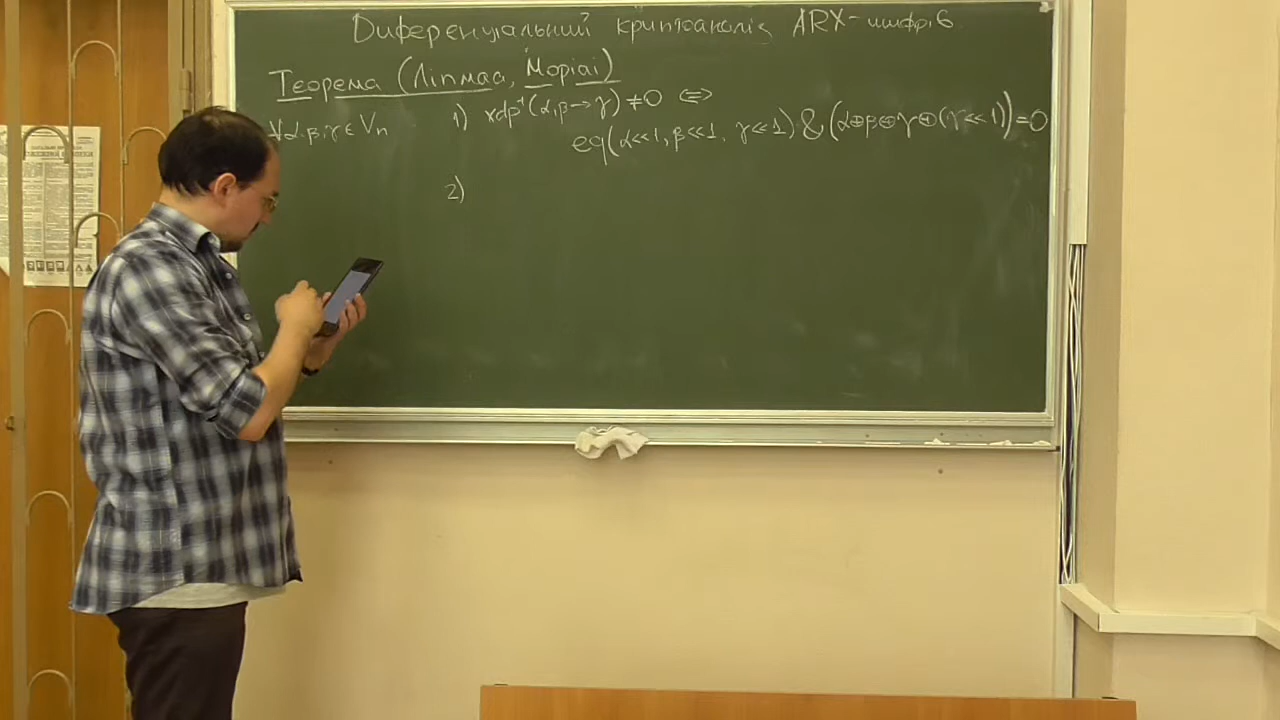 Диференціальний криптоаналіз ARX-шифрів
Теорема (Ліпмаа, Моріаі)
∀α,β,γ ∈ Vn 1) xdp⁺(α,β→γ) ≠ 0 ⇔
eq(α<<1, β<<1, γ<<1) & (α⊕β⊕γ⊕(γ<<1)) = 0
2)